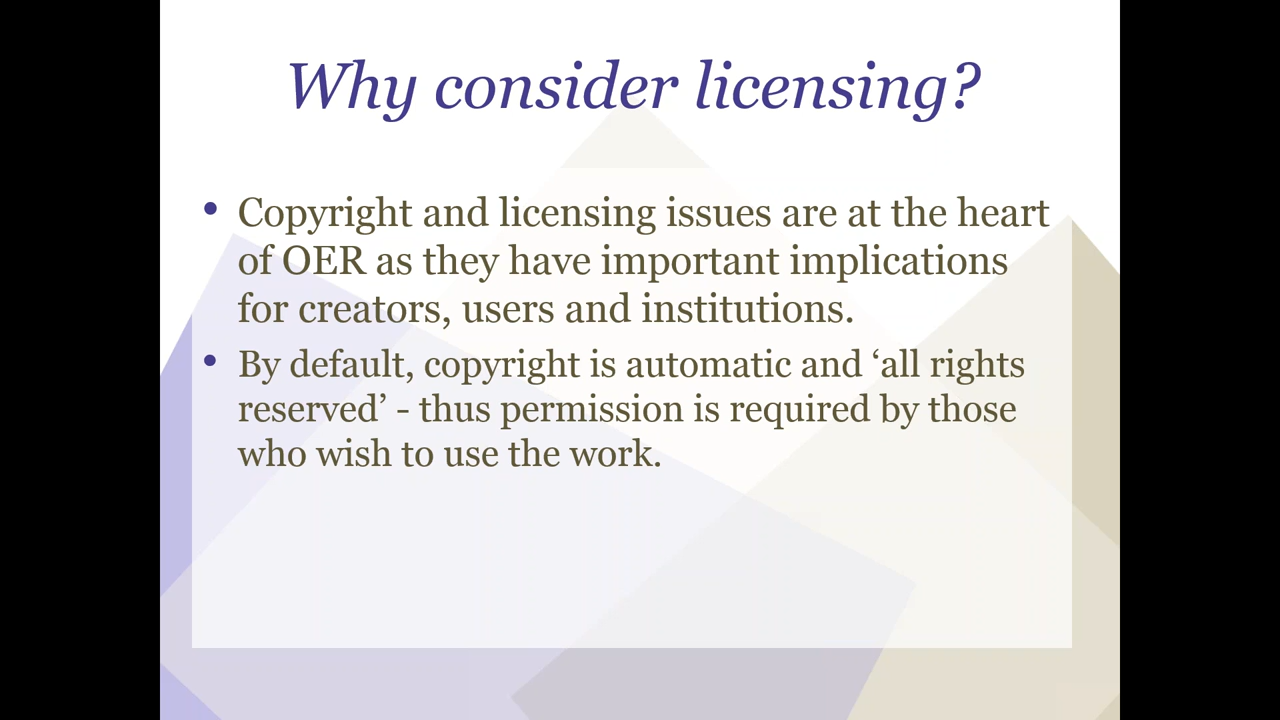 Why consider licensing?
• Copyright and licensing issues are at the heart
of OER as they have important implications
for creators, users and institutions.
• By default, copyright is automatic and ‘all rights
reserved’ - thus permission is required by those
who wish to use the work.